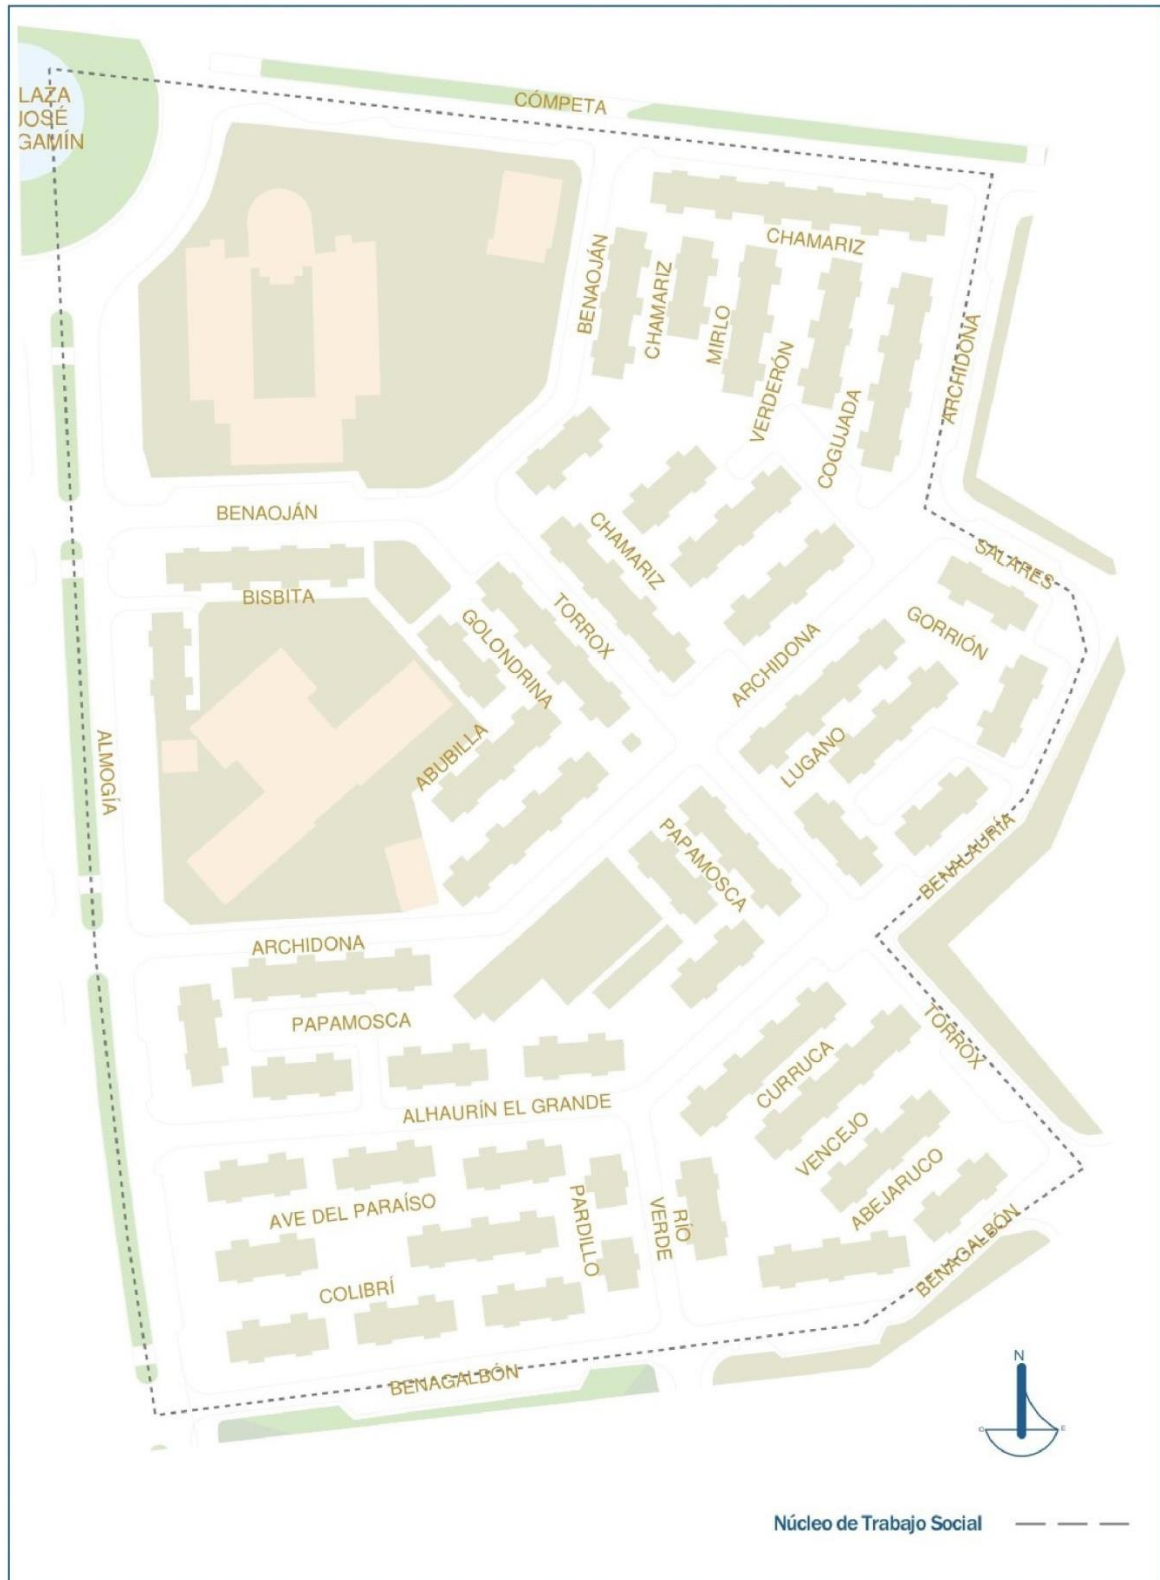 LAZA
JOSÉ
GAMÍN
CÓMPETA
CHAMARIZ
BENAOJÁN
CHAMARIZ
MIRLO
VERDERÓN
COGUJADA
ARCHIDONA
BENAOJÁN
CHAMARIZ
SALARES
BISBITA
GOLONDRINA
TORROX
GORRIÓN
ARCHIDONA
ABUBILLA
LUGANO
ALMOGÍA
PAPAMOSCA
BENALAURÍA
ARCHIDONA
PAPAMOSCA
TORROX
CURRUCA
ALHAURÍN EL GRANDE
VENCEJO
ABEJARUCO
AVE DEL PARAÍSO
PARDILLO
RÍO
VERDE
BENAGALBÓN
COLIBRÍ
BENAGALBÓN
N
O
E
Núcleo de Trabajo Social